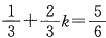 1/3 + 2/3 k = 5/6